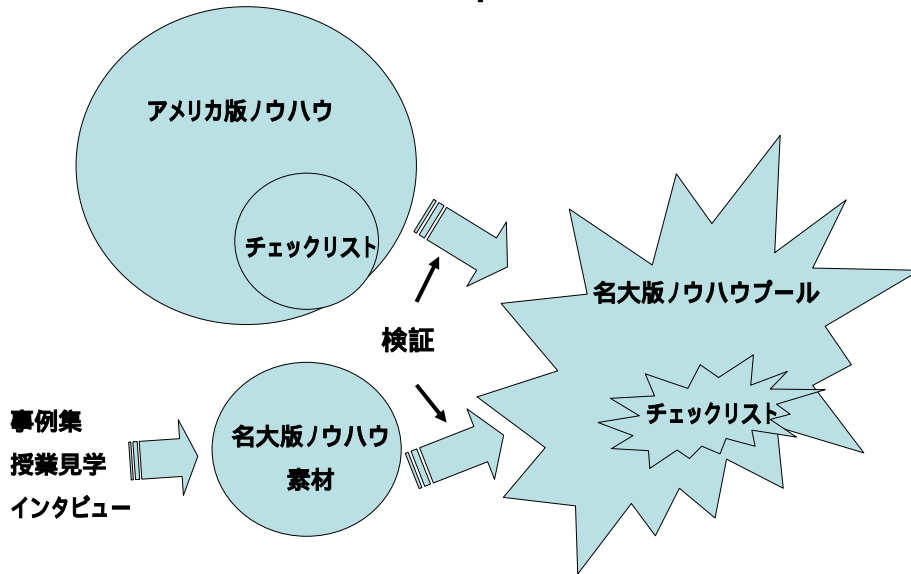 アメリカ版ノウハウ
チェックリスト
検証
名大版ノウハウプール
チェックリスト
事例集
授業見学
インタビュー
名大版ノウハウ
素材